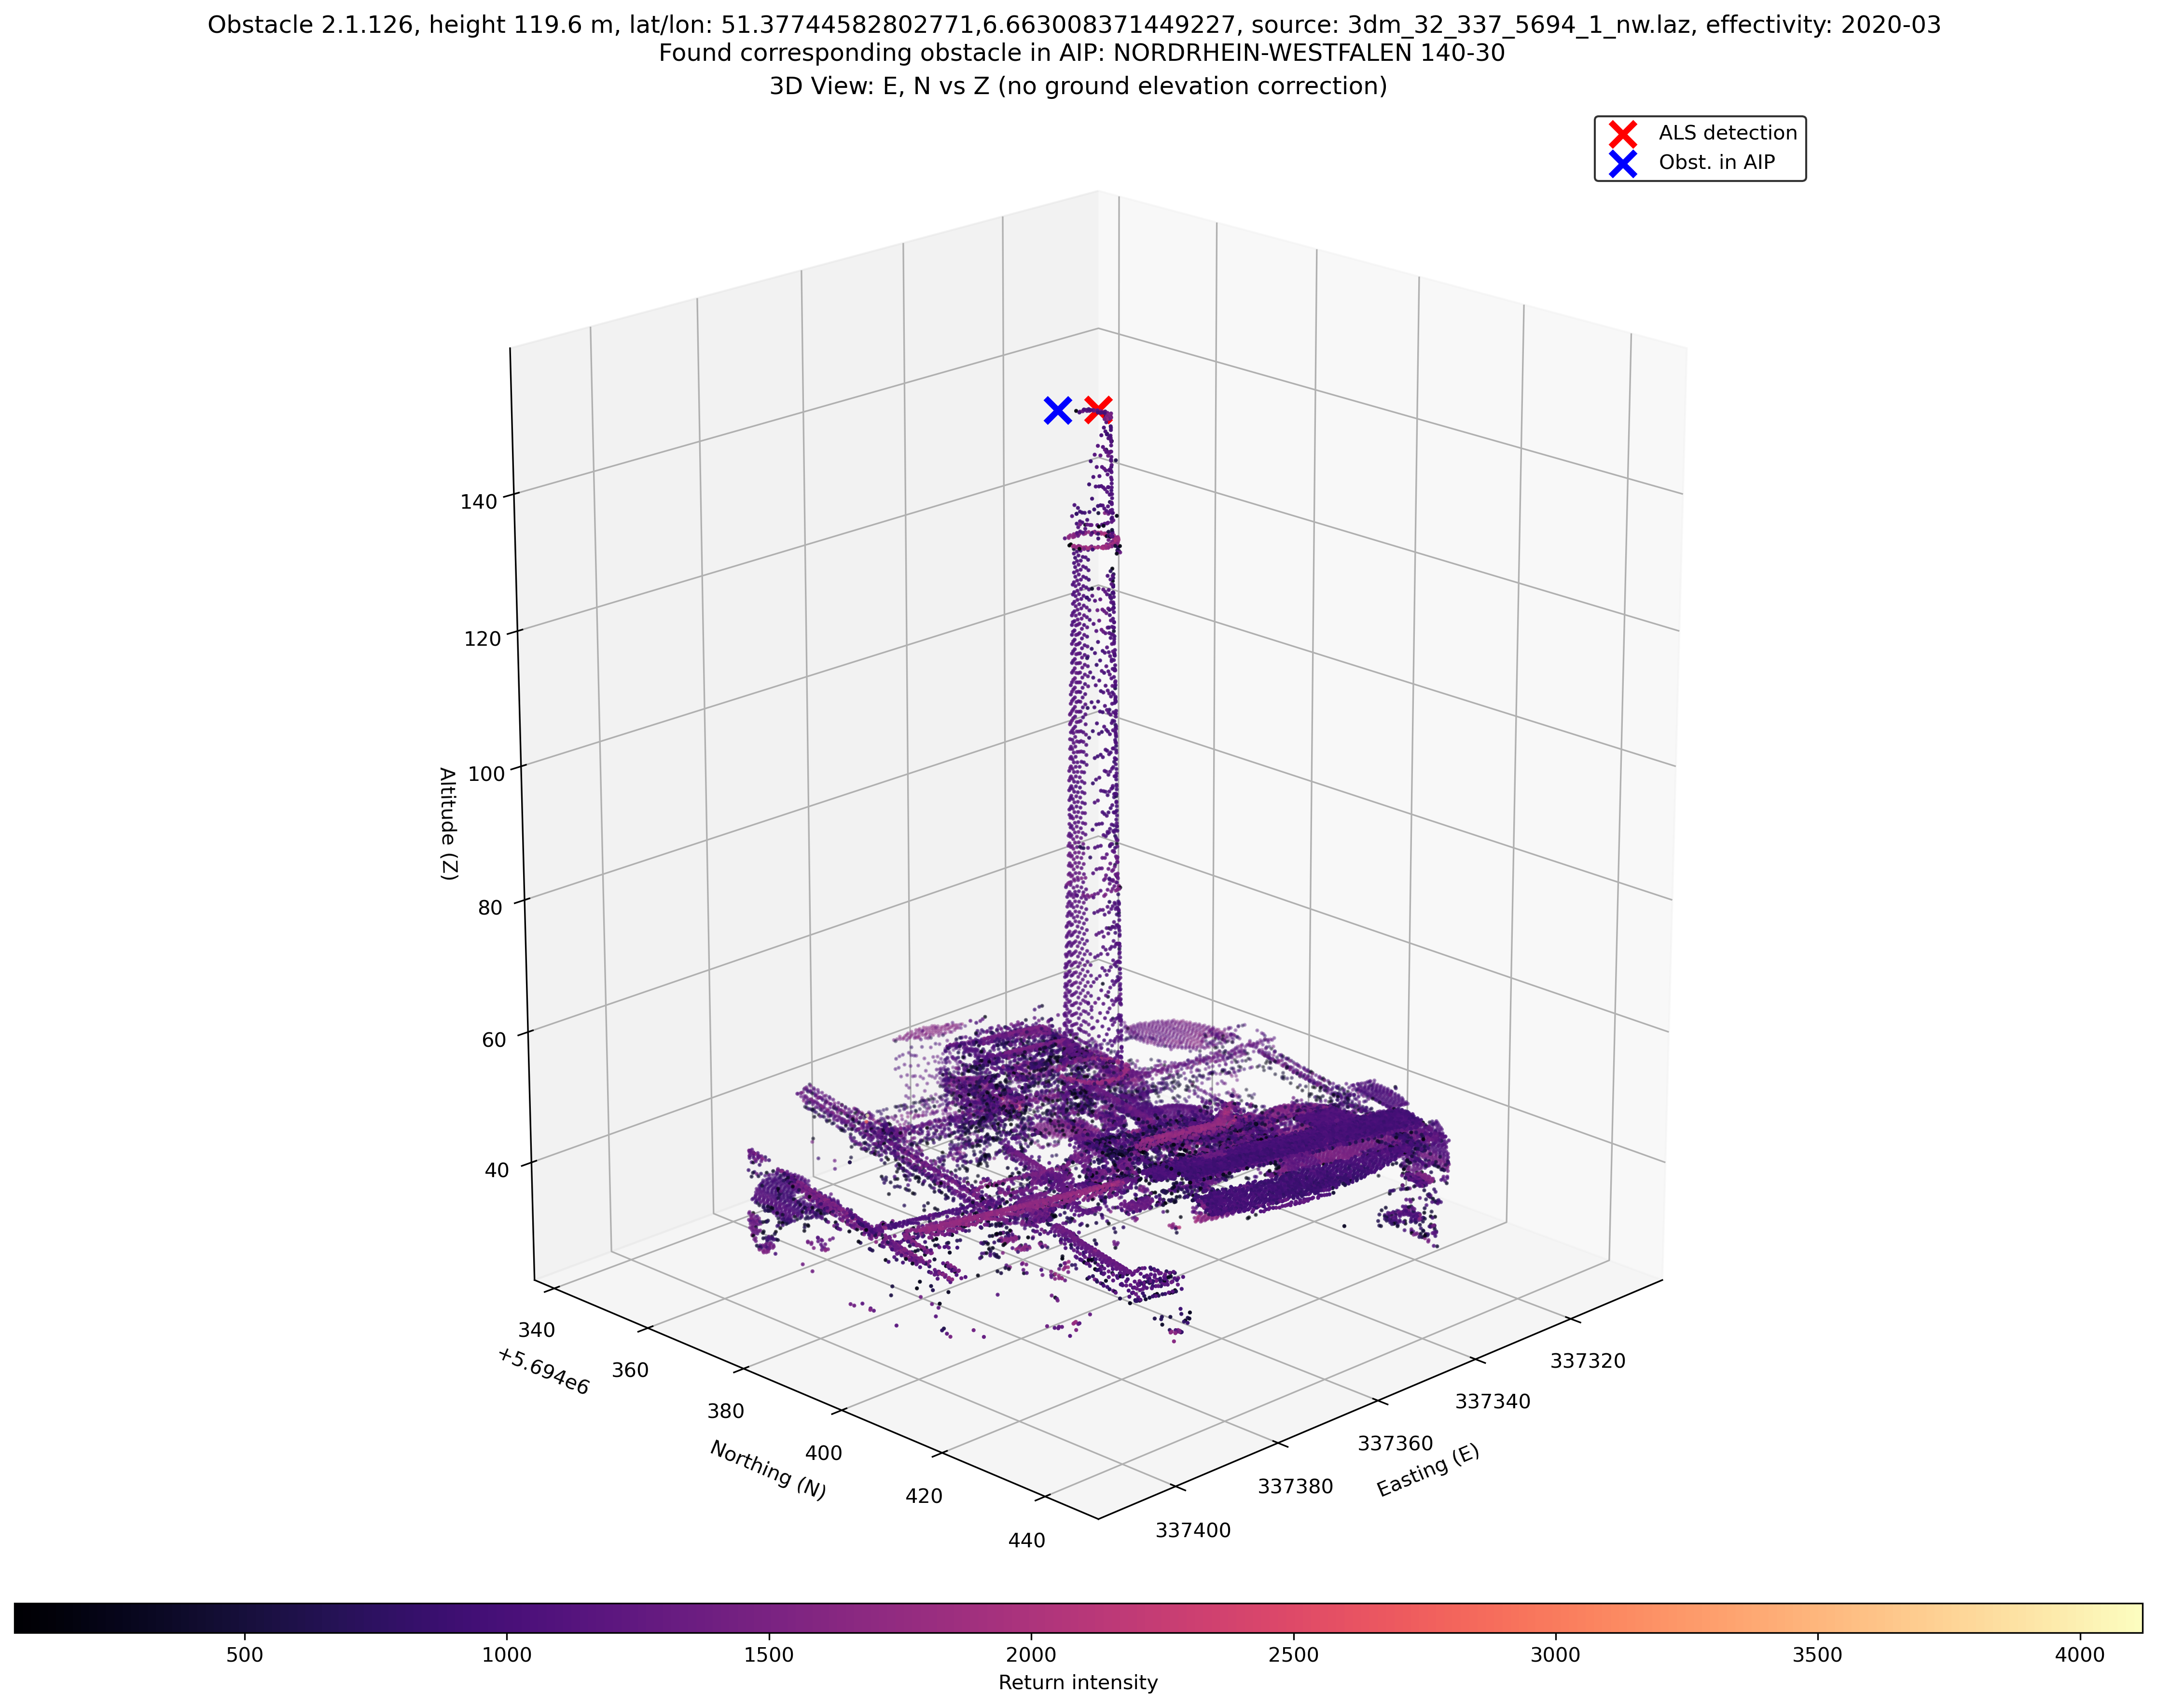 Obstacle 2.1.126, height 119.6 m, lat/lon: 51.37744582802771,6.663008371449227, source: 3dm_32_337_5694_1_nw.laz, effectivity: 2020-03
Found corresponding obstacle in AIP: NORDRHEIN-WESTFALEN 140-30
3D View: E, N vs Z (no ground elevation correction)
ALS detection
Obst. in AIP
140
120
100
80
60
40
Altitude (Z)
340
360
380
400
420
440
+5.694e6
Northing (N)
337320
337340
337360
337380
337400
Easting (E)
500
1000
1500
2000
2500
3000
3500
4000
Return intensity